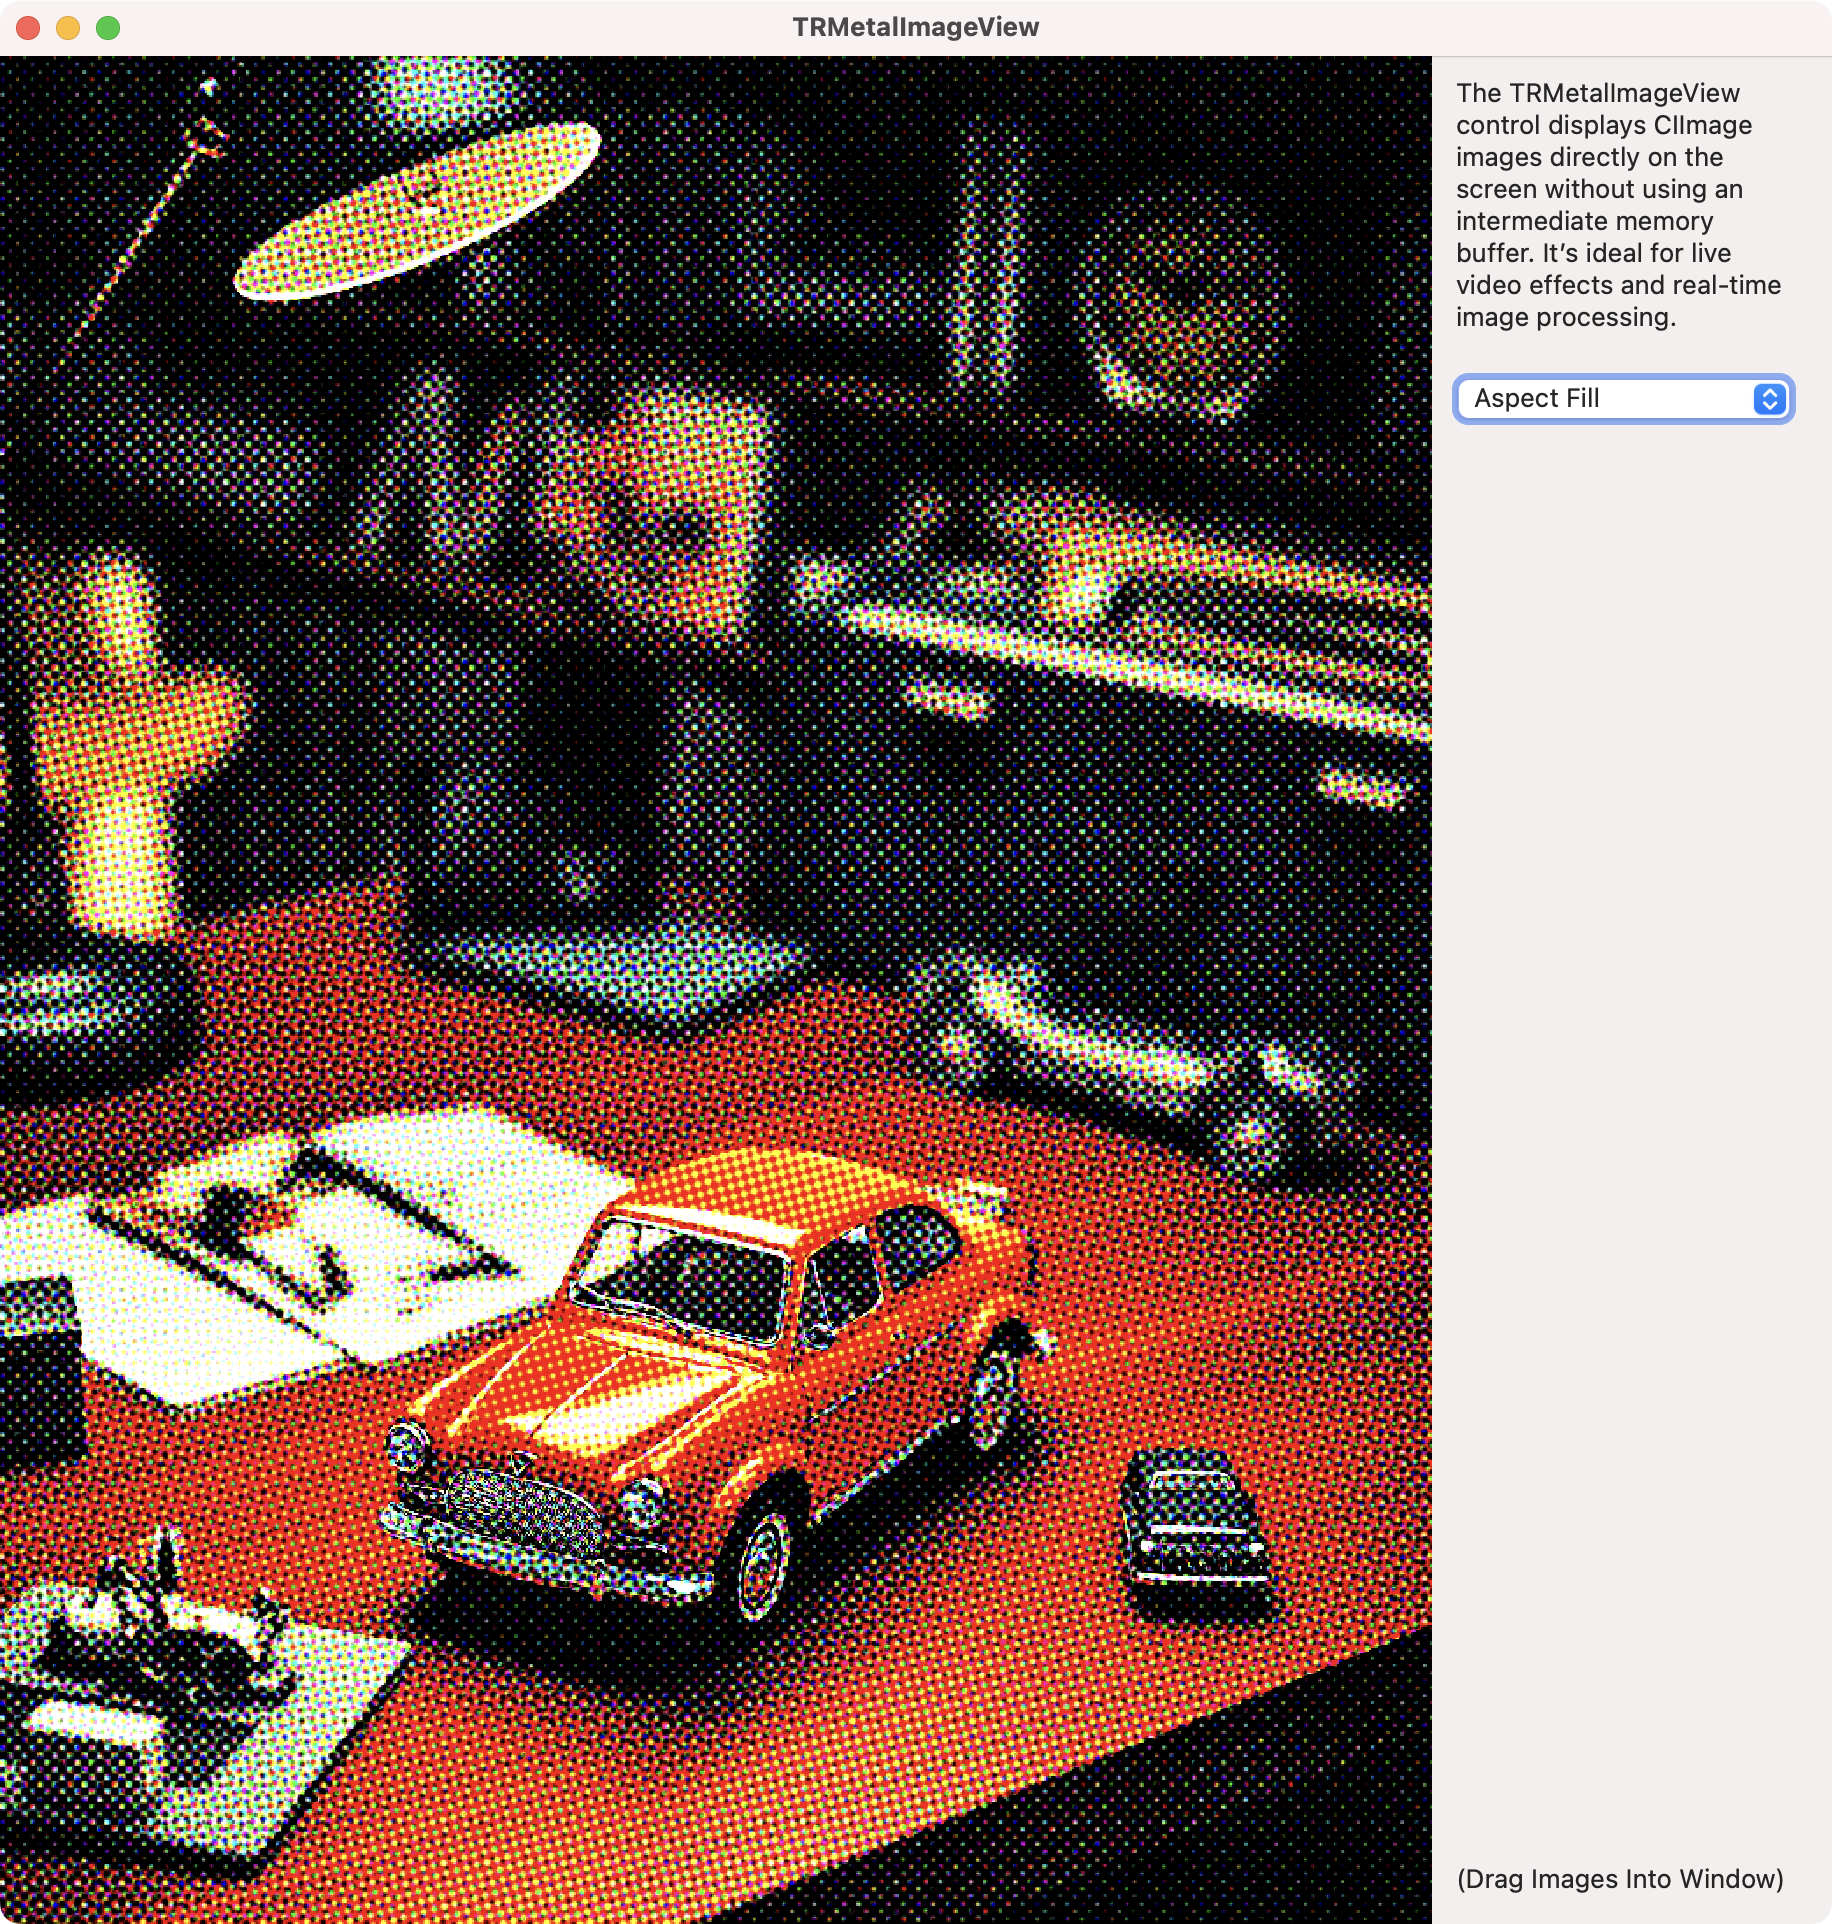 TRMetalImageView
The TRMetalImageView
control displays CIImage
images directly on the
screen without using an
intermediate memory
buffer. It’s ideal for live
video effects and real-time
image processing.
Aspect Fill
(Drag Images Into Window)